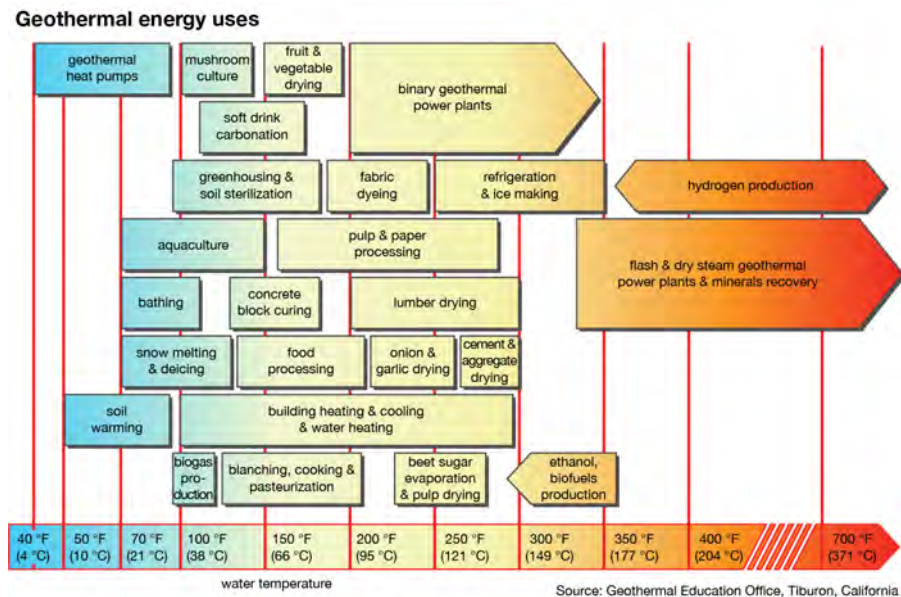 Geothermal energy uses
geothermal
heat pumps
mushroom
culture
fruit &
vegetable
drying
binary geothermal
power plants
soft drink
carbonation
greenhousing &
soil sterilization
fabric
dyeing
refrigeration
& ice making
hydrogen production
aquaculture
pulp & paper
processing
flash & dry steam geothermal
power plants & minerals recovery
bathing
concrete
block curing
lumber drying
snow melting
& deicing
food
processing
onion &
garlic drying
cement &
aggregate
drying
soil
warming
building heating & cooling
& water heating
biogas
pro-
duction
blanching, cooking &
pasteurization
beet sugar
evaporation
& pulp drying
ethanol,
biofuels
production
40 °F
(4 °C)
50 °F
(10 °C)
70 °F
(21 °C)
100 °F
(38 °C)
150 °F
(66 °C)
200 °F
(95 °C)
250 °F
(121 °C)
300 °F
(149 °C)
350 °F
(177 °C)
400 °F
(204 °C)
700 °F
(371 °C)
water temperature
Source: Geothermal Education Office, Tiburon, California